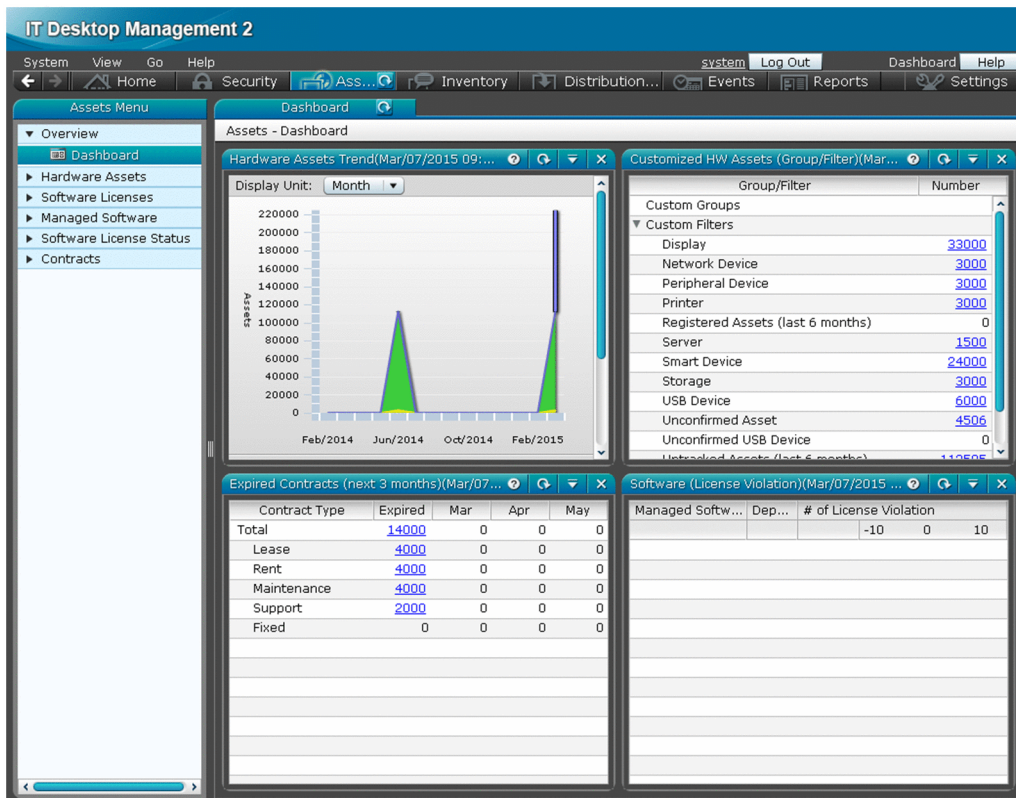 IT Desktop Management 2
System View Go Help system Log Out Dashboard Help
Home Security Ass... Inventory Distribution... Events Reports Settings
Assets Menu
Overview
Dashboard
Hardware Assets
Software Licenses
Managed Software
Software License Status
Contracts
Dashboard
Assets - Dashboard
Hardware Assets Trend(Mar/07/2015 09:...
Display Unit: Month
220000
200000
180000
160000
140000
120000
100000
80000
60000
40000
20000
0
Assets
Feb/2014 Jun/2014 Oct/2014 Feb/2015
Customized HW Assets (Group/Filter)(Mar...
Group/Filter Number
Custom Groups
Custom Filters
Display 33000
Network Device 3000
Peripheral Device 3000
Printer 3000
Registered Assets (last 6 months) 0
Server 1500
Smart Device 24000
Storage 3000
USB Device 6000
Unconfirmed Asset 4506
Unconfirmed USB Device 0
Untracked Assets (last 6 months)
Expired Contracts (next 3 months)(Mar/07...
Contract Type Expired Mar Apr May
Total 14000 0 0 0
Lease 4000 0 0 0
Rent 4000 0 0 0
Maintenance 4000 0 0 0
Support 2000 0 0 0
Fixed 0 0 0 0
Software (License Violation)(Mar/07/2015 ...
Managed Softw... Dep... # of License Violation
-10 0 10